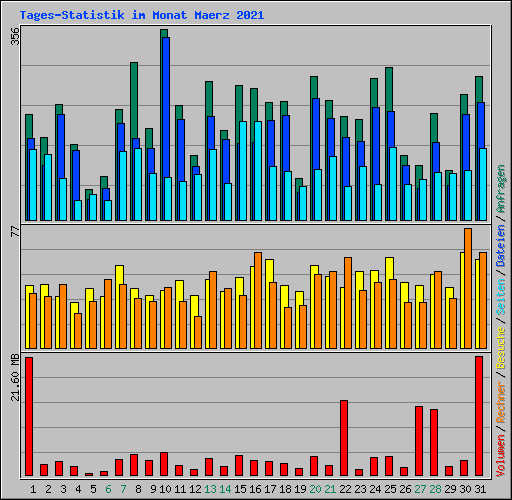 Tages-Statistik im Monat Maerz 2021
356
77
21.60 MB
Volumen / Rechner / Besuche / Seiten / Dateien / Anfragen
1 2 3 4 5 6 7 8 9 10 11 12 13 14 15 16 17 18 19 20 21 22 23 24 25 26 27 28 29 30 31